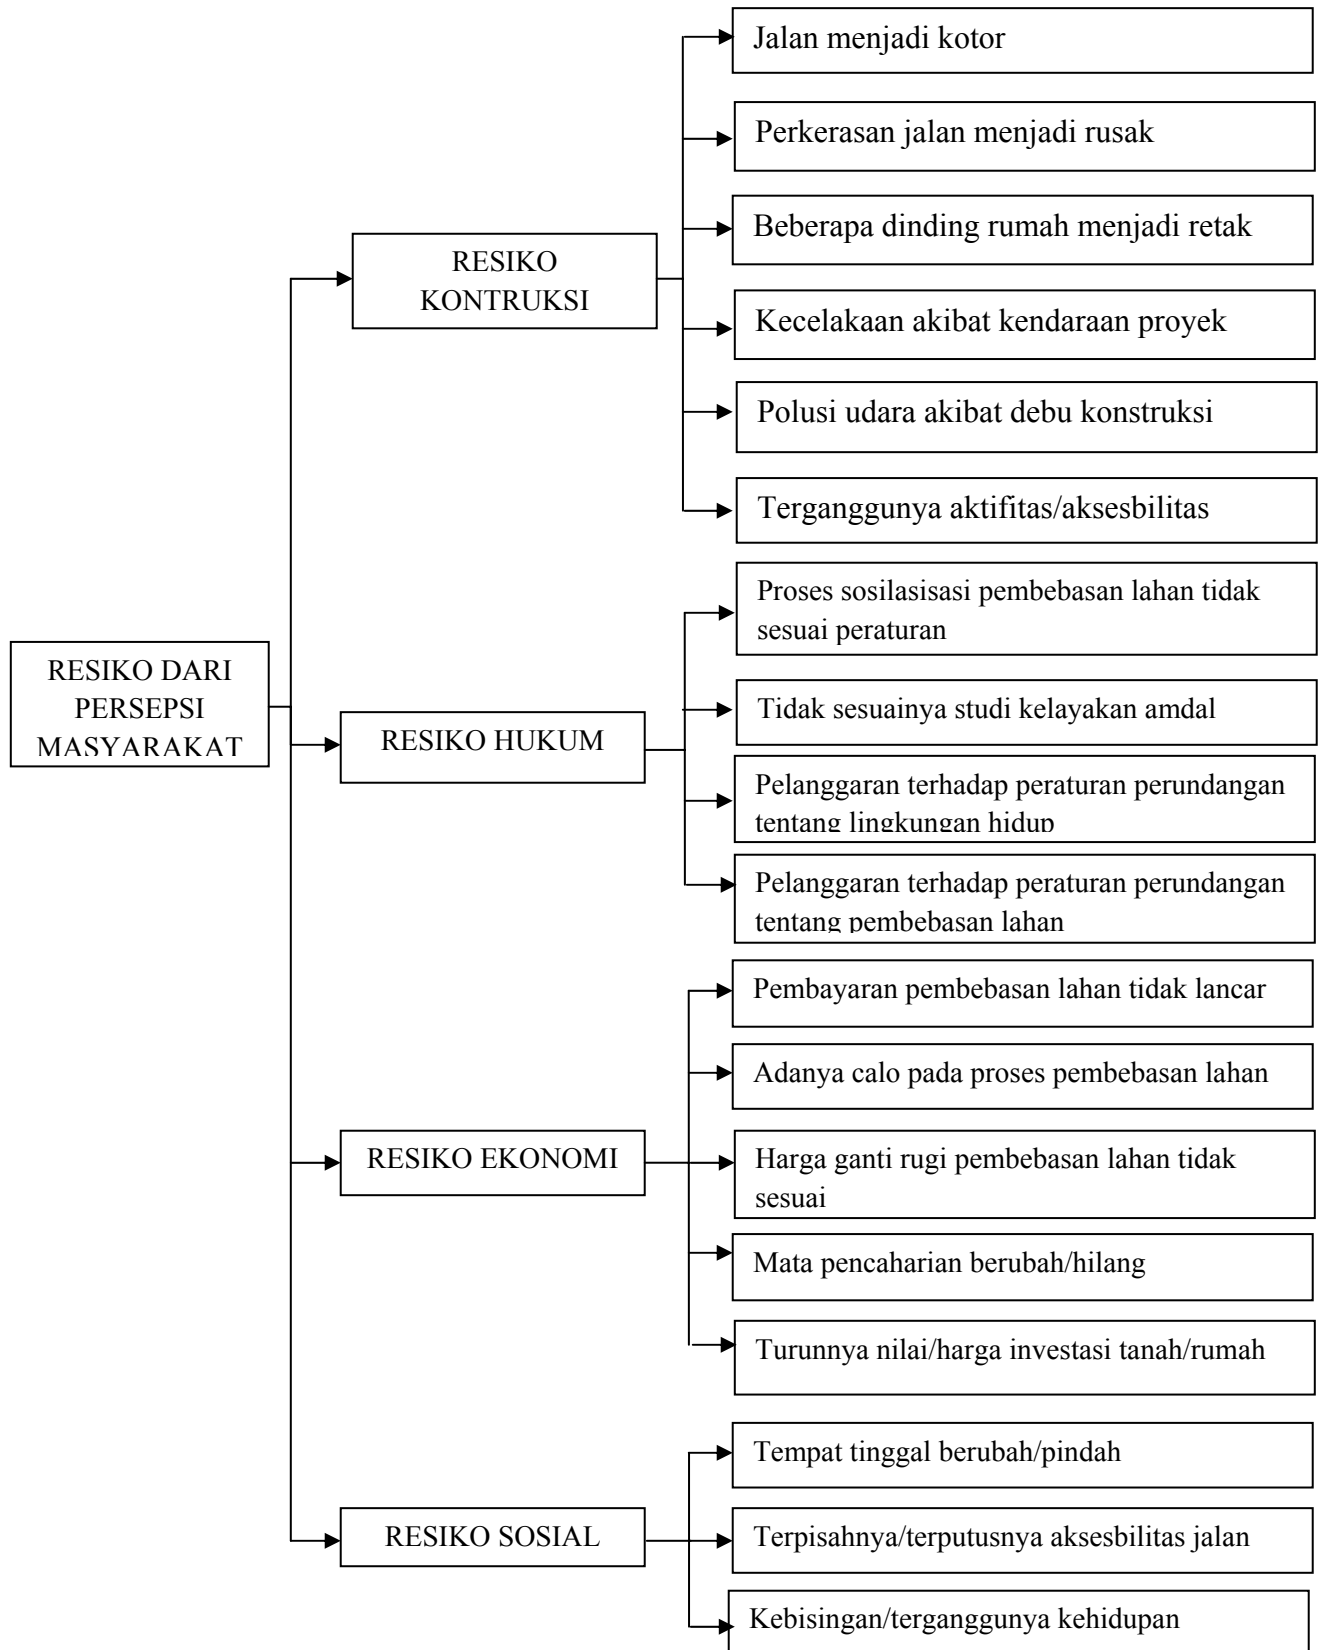 RESIKO DARI
PERSEPSI
MASYARAKAT
RESIKO
KONTRUKSI
Jalan menjadi kotor
Perkerasan jalan menjadi rusak
Beberapa dinding rumah menjadi retak
Kecelakaan akibat kendaraan proyek
Polusi udara akibat debu konstruksi
Terganggunya aktifitas/aksesbilitas
RESIKO HUKUM
Proses sosilasisasi pembebasan lahan tidak
sesuai peraturan
Tidak sesuainya studi kelayakan amdal
Pelanggaran terhadap peraturan perundangan
tentang lingkungan hidup
Pelanggaran terhadap peraturan perundangan
tentang pembebasan lahan
RESIKO EKONOMI
Pembayaran pembebasan lahan tidak lancar
Adanya calo pada proses pembebasan lahan
Harga ganti rugi pembebasan lahan tidak
sesuai
Mata pencaharian berubah/hilang
Turunnya nilai/harga investasi tanah/rumah
RESIKO SOSIAL
Tempat tinggal berubah/pindah
Terpisahnya/terputusnya aksesbilitas jalan
Kebisingan/terganggunya kehidupan